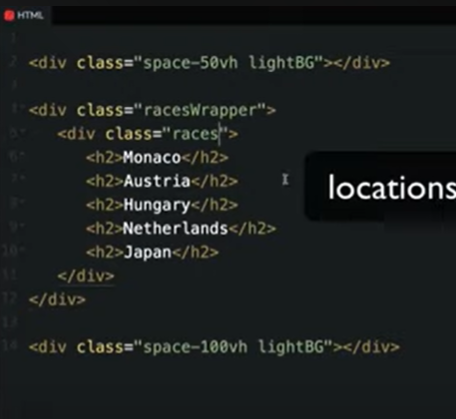 HTML
1
2 <div class="space-50vh lightBG"></div>
3
4 <div class="racesWrapper">
5 <div class="races">
6 <h2>Monaco</h2>
7 <h2>Austria</h2>
8 <h2>Hungary</h2>
9 <h2>Netherlands</h2>
10 <h2>Japan</h2>
11 </div>
12 </div>
13
14 <div class="space-100vh lightBG"></div>
locations